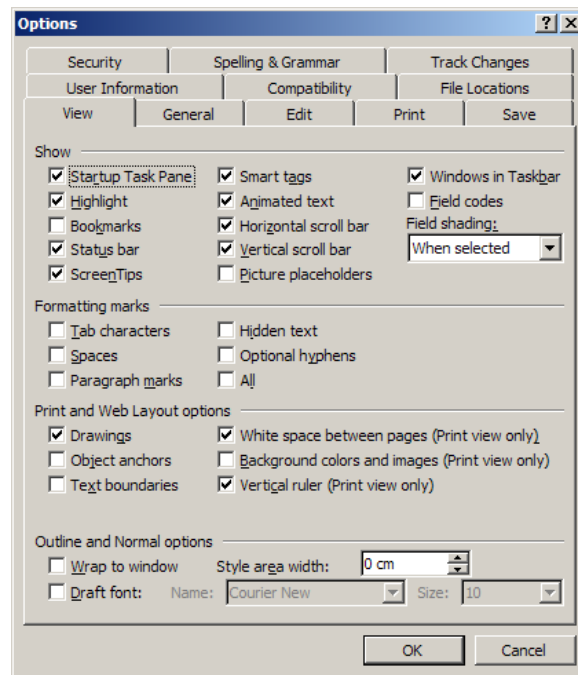 Options
Security Spelling & Grammar Track Changes
User Information Compatibility File Locations
View General Edit Print Save
Show
Startup Task Pane Smart tags Windows in Taskbar
Highlight Animated text Field codes
Bookmarks Horizontal scroll bar Field shading:
Status bar Vertical scroll bar When selected
ScreenTips Picture placeholders
Formatting marks
Tab characters Hidden text
Spaces Optional hyphens
Paragraph marks All
Print and Web Layout options
Drawings White space between pages (Print view only)
Object anchors Background colors and images (Print view only)
Text boundaries Vertical ruler (Print view only)
Outline and Normal options
Wrap to window Style area width: 0 cm
Draft font: Name: Courier New Size: 10
OK Cancel